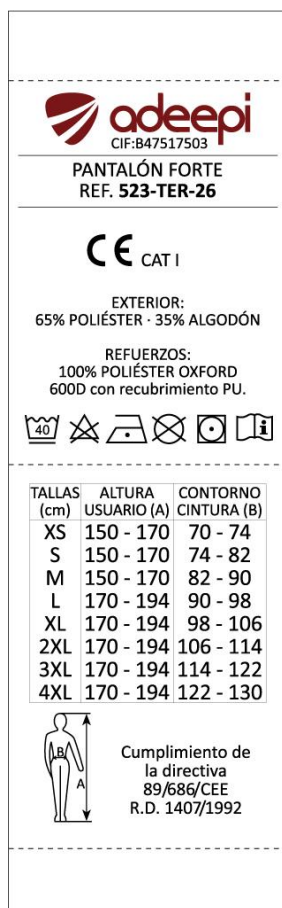 adeepi
CIF:B47517503
PANTALÓN FORTE
REF. 523-TER-26
CE CAT I
EXTERIOR:
65% POLIÉSTER · 35% ALGODÓN
REFUERZOS:
100% POLIÉSTER OXFORD
600D con recubrimiento PU.
40
TALLAS ALTURA CONTORNO
(cm) USUARIO (A) CINTURA (B)
XS 150 - 170 70 - 74
S 150 - 170 74 - 82
M 150 - 170 82 - 90
L 170 - 194 90 - 98
XL 170 - 194 98 - 106
2XL 170 - 194 106 - 114
3XL 170 - 194 114 - 122
4XL 170 - 194 122 - 130
B
A
Cumplimiento de
la directiva
89/686/CEE
R.D. 1407/1992